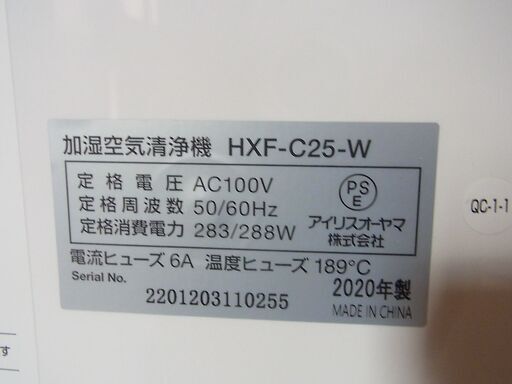 加湿空気清浄機 HXF-C25-W
定格電圧 AC100V
定格周波数 50/60Hz
定格消費電力 283/288W
PS
E
アイリスオーヤマ
株式会社
電流ヒューズ 6A 温度ヒューズ 189℃
Serial No.
2201203110255
2020年製
MADE IN CHINA
QC-1-1
す